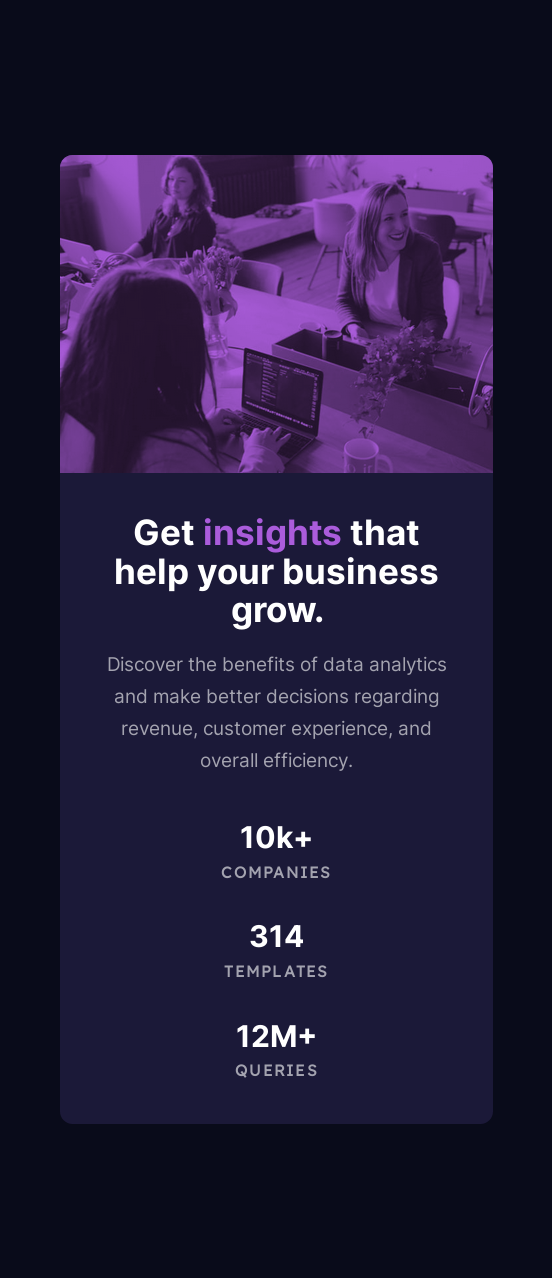 Get insights that
help your business
grow.
Discover the benefits of data analytics
and make better decisions regarding
revenue, customer experience, and
overall efficiency.
10k+
COMPANIES
314
TEMPLATES
12M+
QUERIES